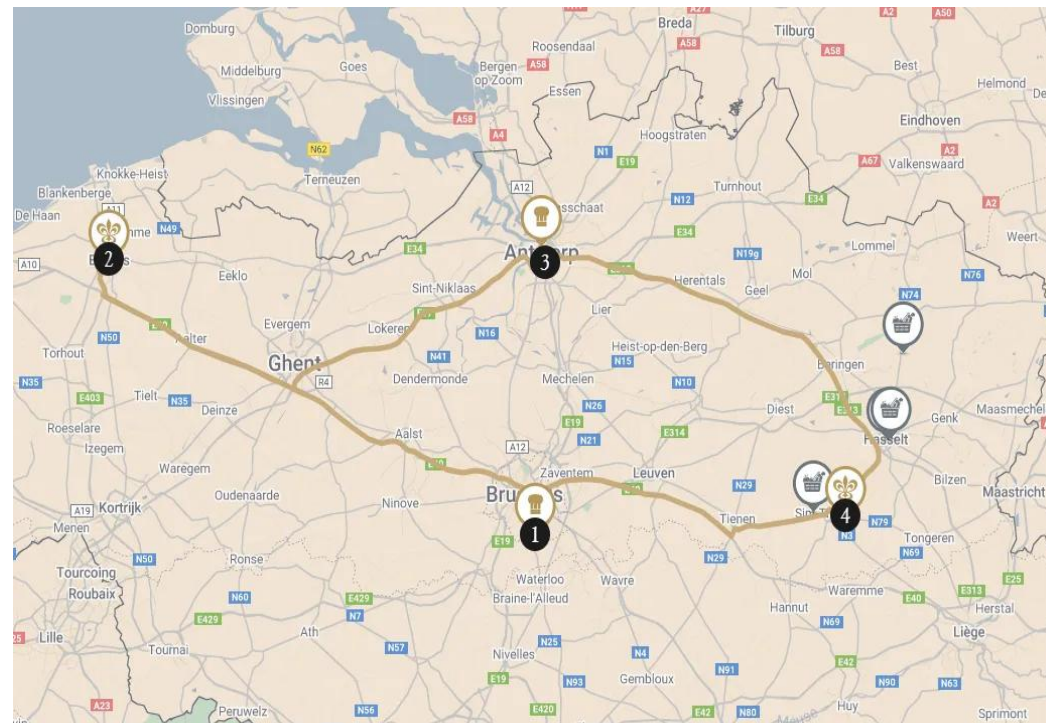 A2
A50
Domburg
Breda
A27
Tilburg
A58
Roosendaal
A58
Middelburg
Goes
Bergen
op Zoom
A58
Best
Helmond
Vlissingen
Essen
A58
A4
Hoogstraten
Eindhoven
N62
N1
E19
A2
Knokke-Heist
Terneuzen
A67
Valkenswaard
Blankenberge
A12
Turnhout
N12
E34
A2
De Haan
A11
N49
E34
E34
Weert
2
A10
Antwerp
3
N19g
Lommel
Eeklo
Herentals
Mol
N76
Sint-Niklaas
Geel
N74
Lier
Evergem
Lokeren
N16
N50
Aalter
Heist-op-den-Berg
Torhout
Ghent
N41
N15
Beringen
R4
Dendermonde
Mechelen
N35
Tielt
N35
N10
E403
Deinze
N26
Diest
Genk
Roeselare
E19
Aalst
N21
E314
Hasselt
Izegem
A12
Waregem
Zaventem
Leuven
Bilzen
N29
Maastricht
Oudenaarde
Ninove
Brussels
A19
Kortrijk
1
Tienen
4
N79
Menen
E19
N3
Tongeren
N50
Ronse
N29
N69
Tourcoing
Waterloo
Wavre
E25
Roubaix
N60
E429
Braine-l'Alleud
Waremme
E40
E313
N7
Hannut
Herstal
E429
Lille
Ath
N25
N69
Liège
Tournai
N57
N4
Nivelles
N91
E42
E19
N93
Gembloux
N90
N63
A23
Huy
Peruwelz
N56
E420
E42
N80
Sprimont